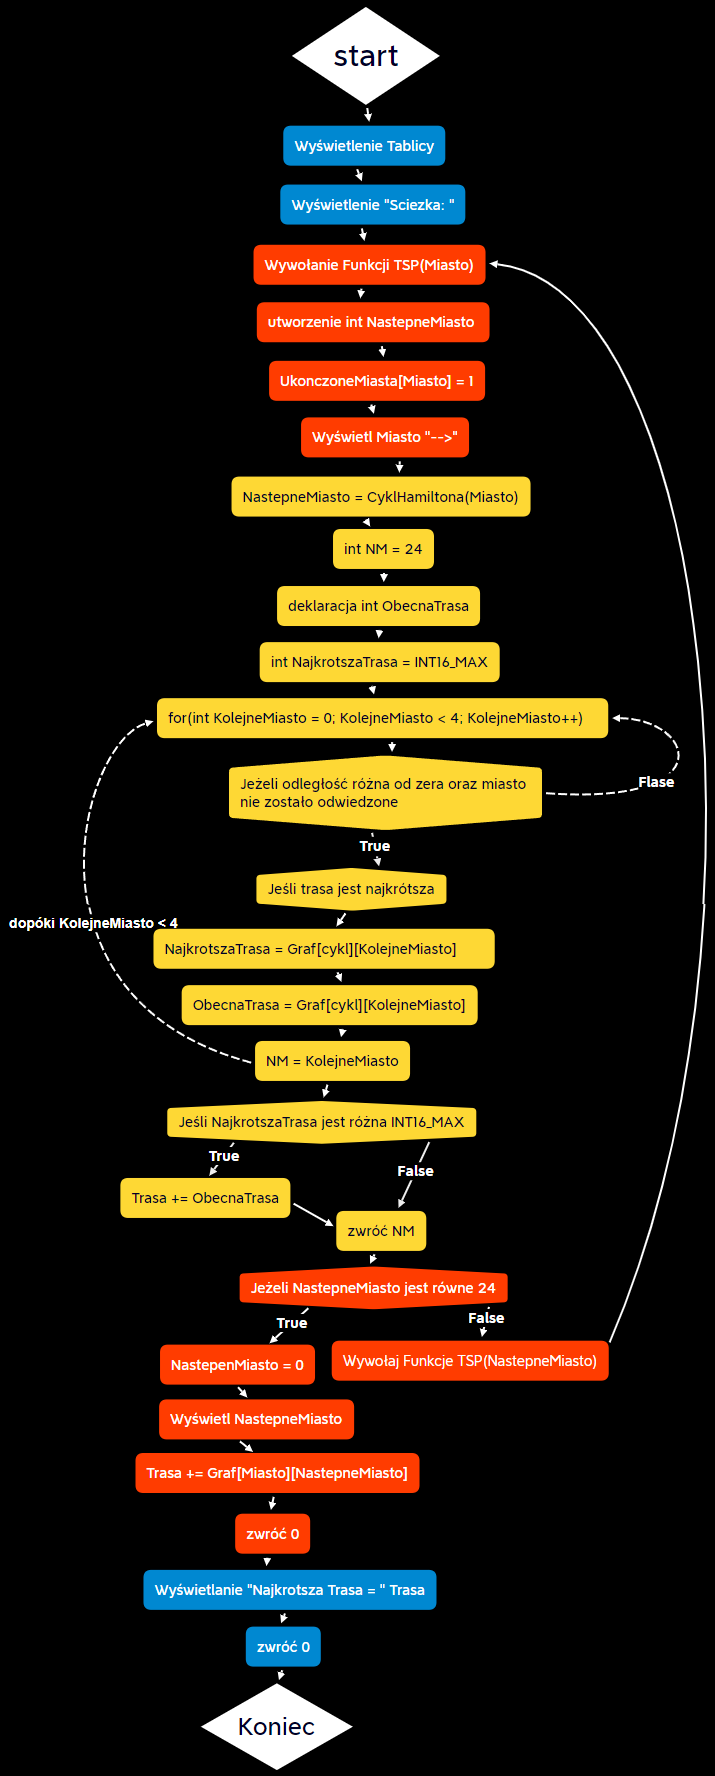 start
Wyświetlenie Tablicy
Wyświetlenie "Sciezka: "
Wywołanie Funkcji TSP(Miasto)
utworzenie int NastepneMiasto
UkonczoneMiasta[Miasto] = 1
Wyświetl Miasto "-->"
NastepneMiasto = CyklHamiltona(Miasto)
int NM = 24
deklaracja int ObecnaTrasa
int NajkrotszaTrasa = INT16_MAX
for(int KolejneMiasto = 0; KolejneMiasto < 4; KolejneMiasto++)
Jeżeli odległość różna od zera oraz miasto
nie zostało odwiedzone
Flase
True
Jeśli trasa jest najkrótsza
dopóki KolejneMiasto < 4
NajkrotszaTrasa = Graf[cykl][KolejneMiasto]
ObecnaTrasa = Graf[cykl][KolejneMiasto]
NM = KolejneMiasto
Jeśli NajkrotszaTrasa jest różna INT16_MAX
True
False
Trasa += ObecnaTrasa
zwróć NM
Jeżeli NastepneMiasto jest równe 24
True
False
NastepenMiasto = 0
Wywołaj Funkcje TSP(NastepneMiasto)
Wyświetl NastepneMiasto
Trasa += Graf[Miasto][NastepneMiasto]
zwróć 0
Wyświetlanie "Najkrotsza Trasa = " Trasa
zwróć 0
Koniec